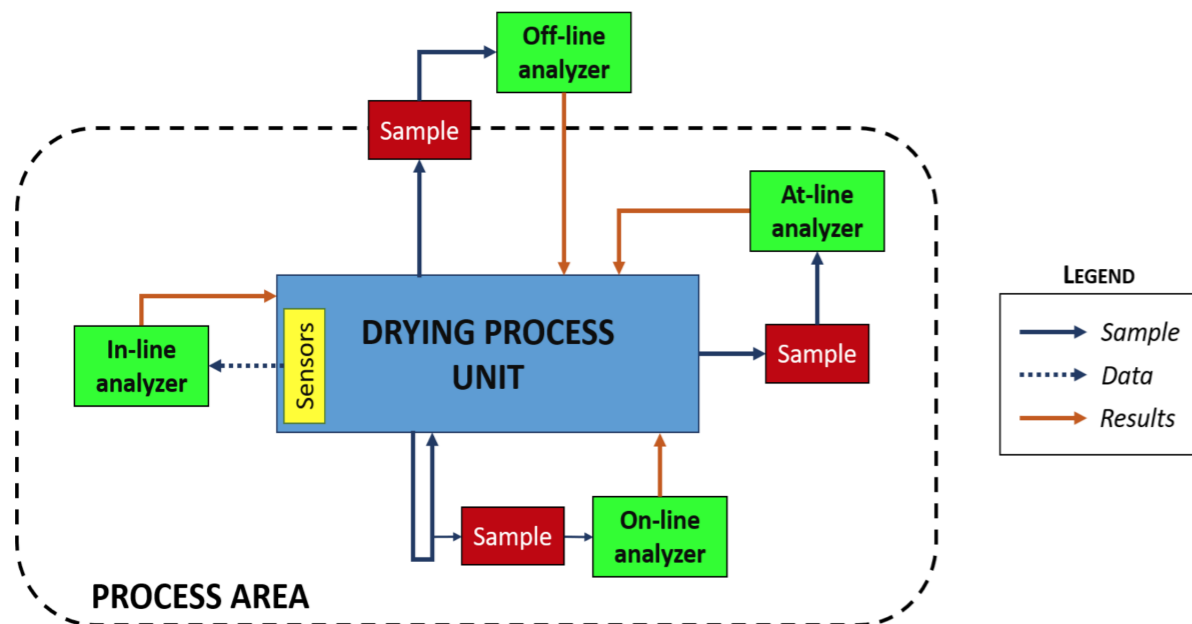 Off-line
analyzer
Sample
At-line
analyzer
Sample
DRYING PROCESS
UNIT
Sensors
In-line
analyzer
Sample
On-line
analyzer
PROCESS AREA
LEGEND
Sample
Data
Results